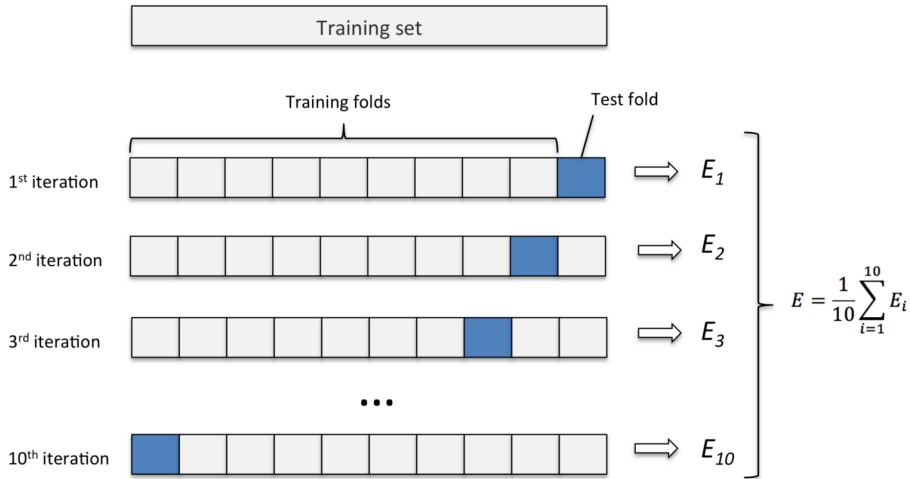 Training set
Training folds
Test fold
1st iteration
E1
2nd iteration
E2
3rd iteration
E3
E = 1/10 ∑ i=1 10 Ei
...
10th iteration
E10